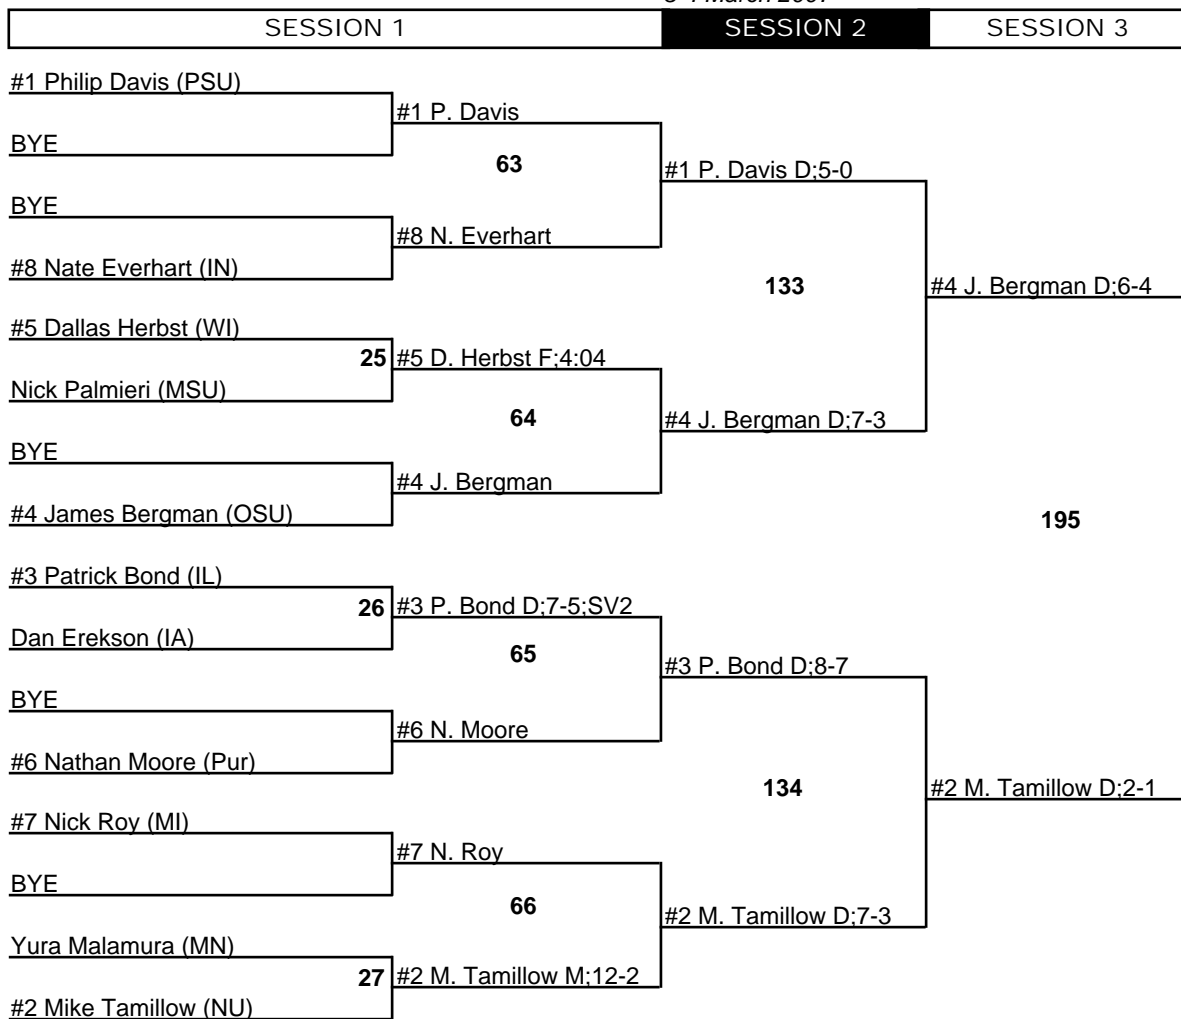 March 2007
SESSION 1
SESSION 2
SESSION 3
#1 Philip Davis (PSU)
BYE
BYE
#8 Nate Everhart (IN)
#5 Dallas Herbst (WI)
Nick Palmieri (MSU)
BYE
#4 James Bergman (OSU)
#3 Patrick Bond (IL)
Dan Erekson (IA)
BYE
#6 Nathan Moore (Pur)
#7 Nick Roy (MI)
BYE
Yura Malamura (MN)
#2 Mike Tamillow (NU)
#1 P. Davis
63
#8 N. Everhart
25 #5 D. Herbst F;4:04
64
#4 J. Bergman
26 #3 P. Bond D;7-5;SV2
65
#6 N. Moore
#7 N. Roy
66
27 #2 M. Tamillow M;12-2
#1 P. Davis D;5-0
133
#4 J. Bergman D;7-3
#3 P. Bond D;8-7
134
#2 M. Tamillow D;7-3
#4 J. Bergman D;6-4
195
#2 M. Tamillow D;2-1